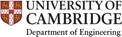 UNIVERSITY OF
CAMBRIDGE
Department of Engineering